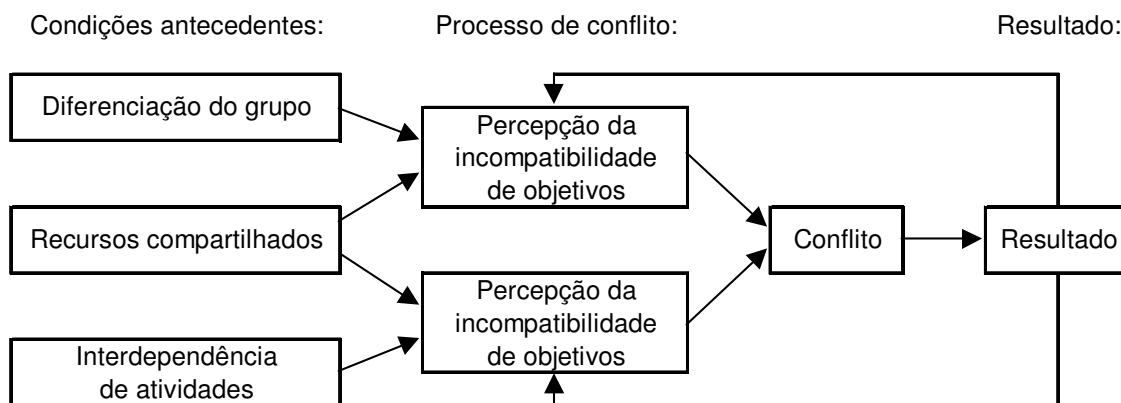 Condições antecedentes:
Processo de conflito:
Resultado:
Diferenciação do grupo
Percepção da
incompatibilidade
de objetivos
Recursos compartilhados
Conflito
Resultado
Percepção da
incompatibilidade
de objetivos
Interdependência
de atividades